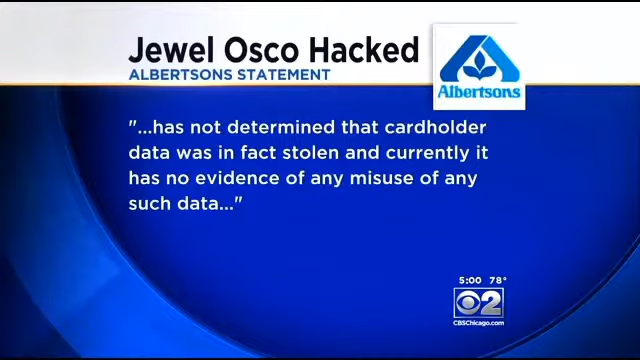 Jewel Osco Hacked
ALBERTSONS STATEMENT
Albertsons
"...has not determined that cardholder
data was in fact stolen and currently it
has no evidence of any misuse of any
such data..."
5:00 78°
2
CBSChicago.com